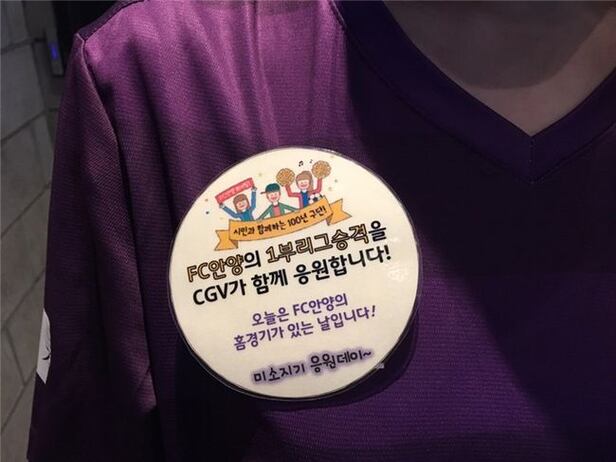 시민과 함께하는 100년 구단!
FC안양의 1부리그승격을
CGV가 함께 응원합니다!
오늘은 FC안양의
홈경기가 있는 날입니다!
미소지기 응원데이~